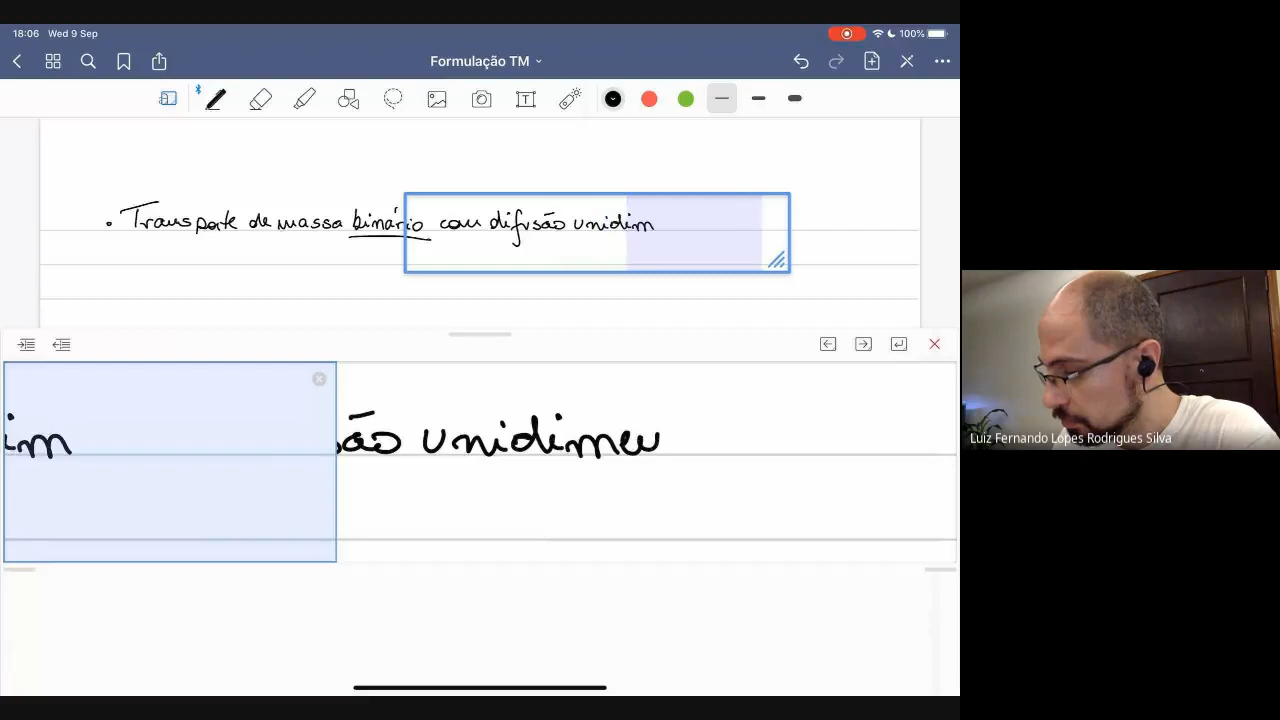 18:06 Wed 9 Sep 100%
Formulação TM
T
• Transporte de massa binário com difusão unidim
im são unidimen
Luiz Fernando Lopes Rodrigues Silva